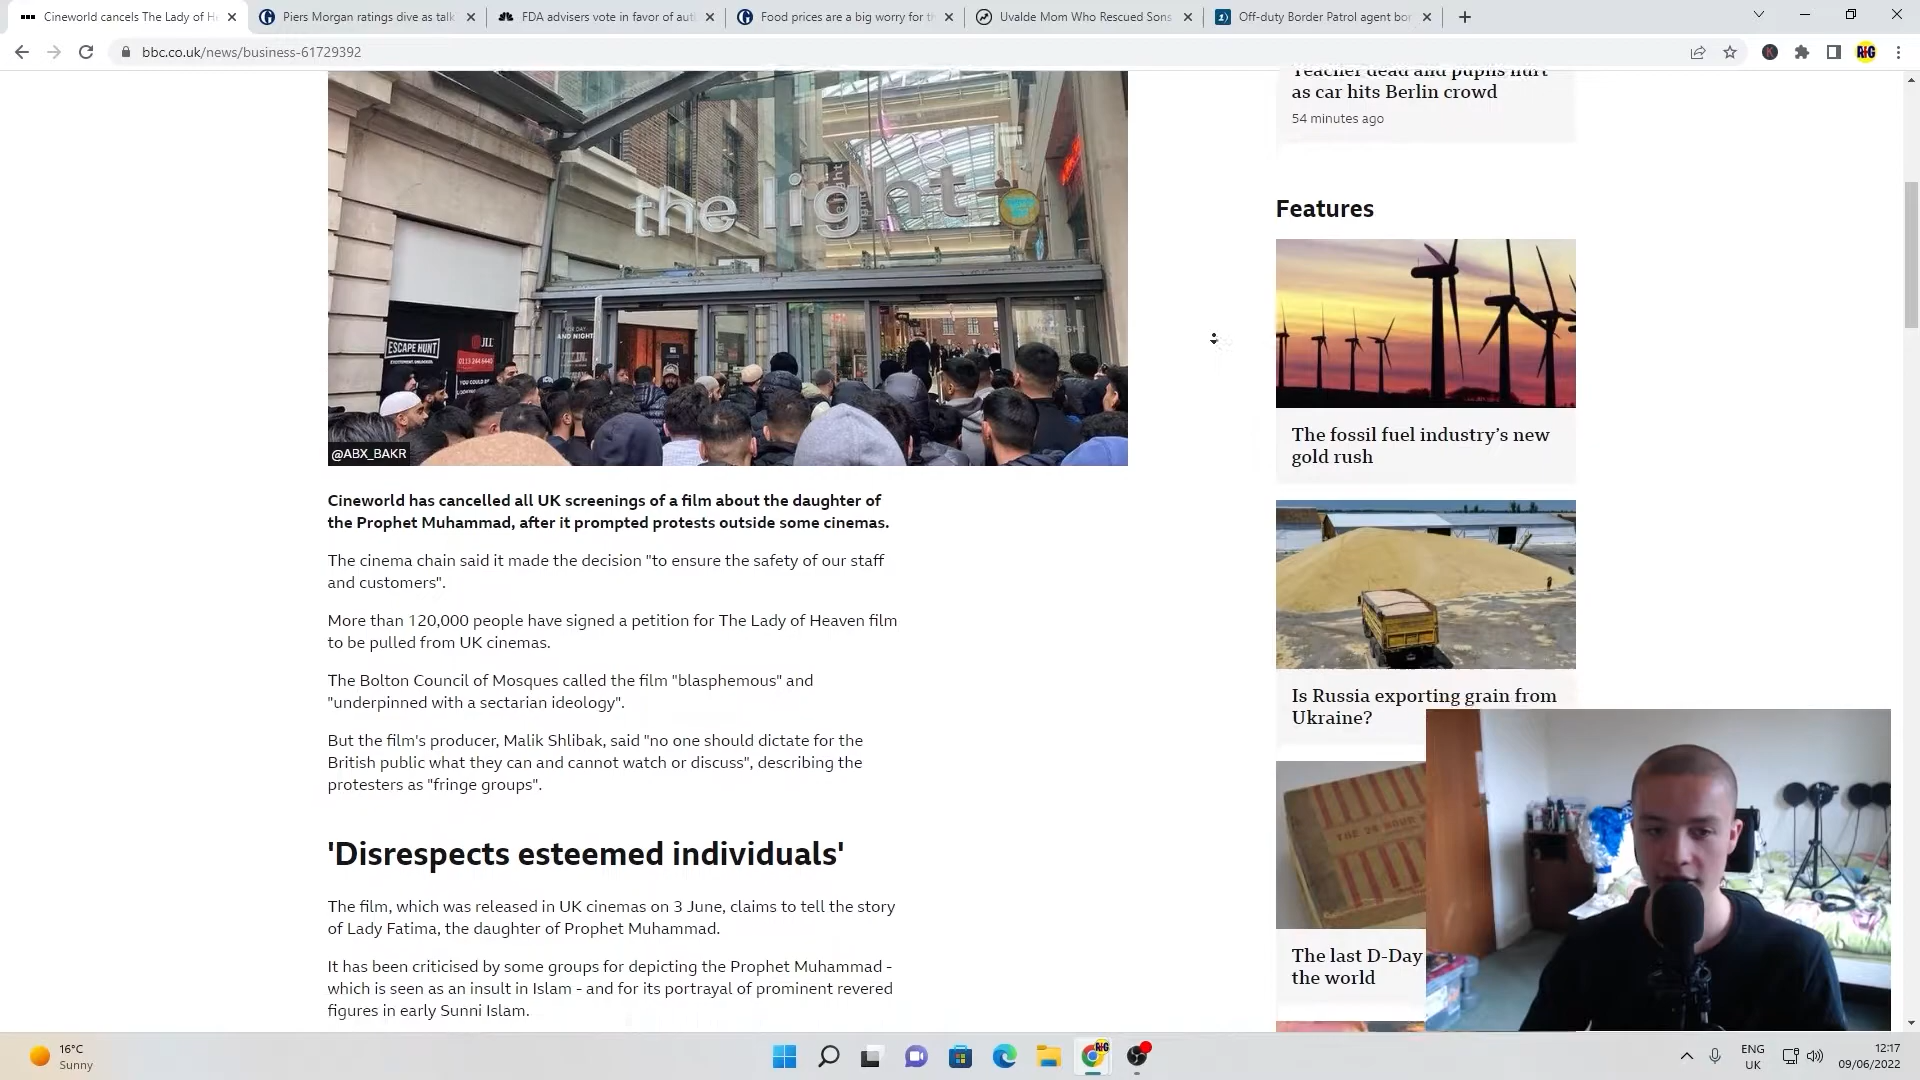 Cineworld cancels The Lady of H
Piers Morgan ratings dive as talk
FDA advisers vote in favor of aut
Food prices are a big worry for th
Uvalde Mom Who Rescued Sons
Off-duty Border Patrol agent bor
bbc.co.uk/news/business-61729392
Teacher dead and pupils hurt
as car hits Berlin crowd
54 minutes ago
the light
ESCAPE HUNT
JLL
AND NIGHT
@ABX_BAKR
Cineworld has cancelled all UK screenings of a film about the daughter of
the Prophet Muhammad, after it prompted protests outside some cinemas.
The cinema chain said it made the decision "to ensure the safety of our staff
and customers".
More than 120,000 people have signed a petition for The Lady of Heaven film
to be pulled from UK cinemas.
The Bolton Council of Mosques called the film "blasphemous" and
"underpinned with a sectarian ideology".
But the film's producer, Malik Shlibak, said "no one should dictate for the
British public what they can and cannot watch or discuss", describing the
protesters as "fringe groups".
'Disrespects esteemed individuals'
The film, which was released in UK cinemas on 3 June, claims to tell the story
of Lady Fatima, the daughter of Prophet Muhammad.
It has been criticised by some groups for depicting the Prophet Muhammad -
which is seen as an insult in Islam - and for its portrayal of prominent revered
figures in early Sunni Islam.
Features
The fossil fuel industry's new
gold rush
Is Russia exporting grain from
Ukraine?
THE 24 HOUR
The last D-Day
the world
16°C
Sunny
ENG
UK
12:17
09/06/2022